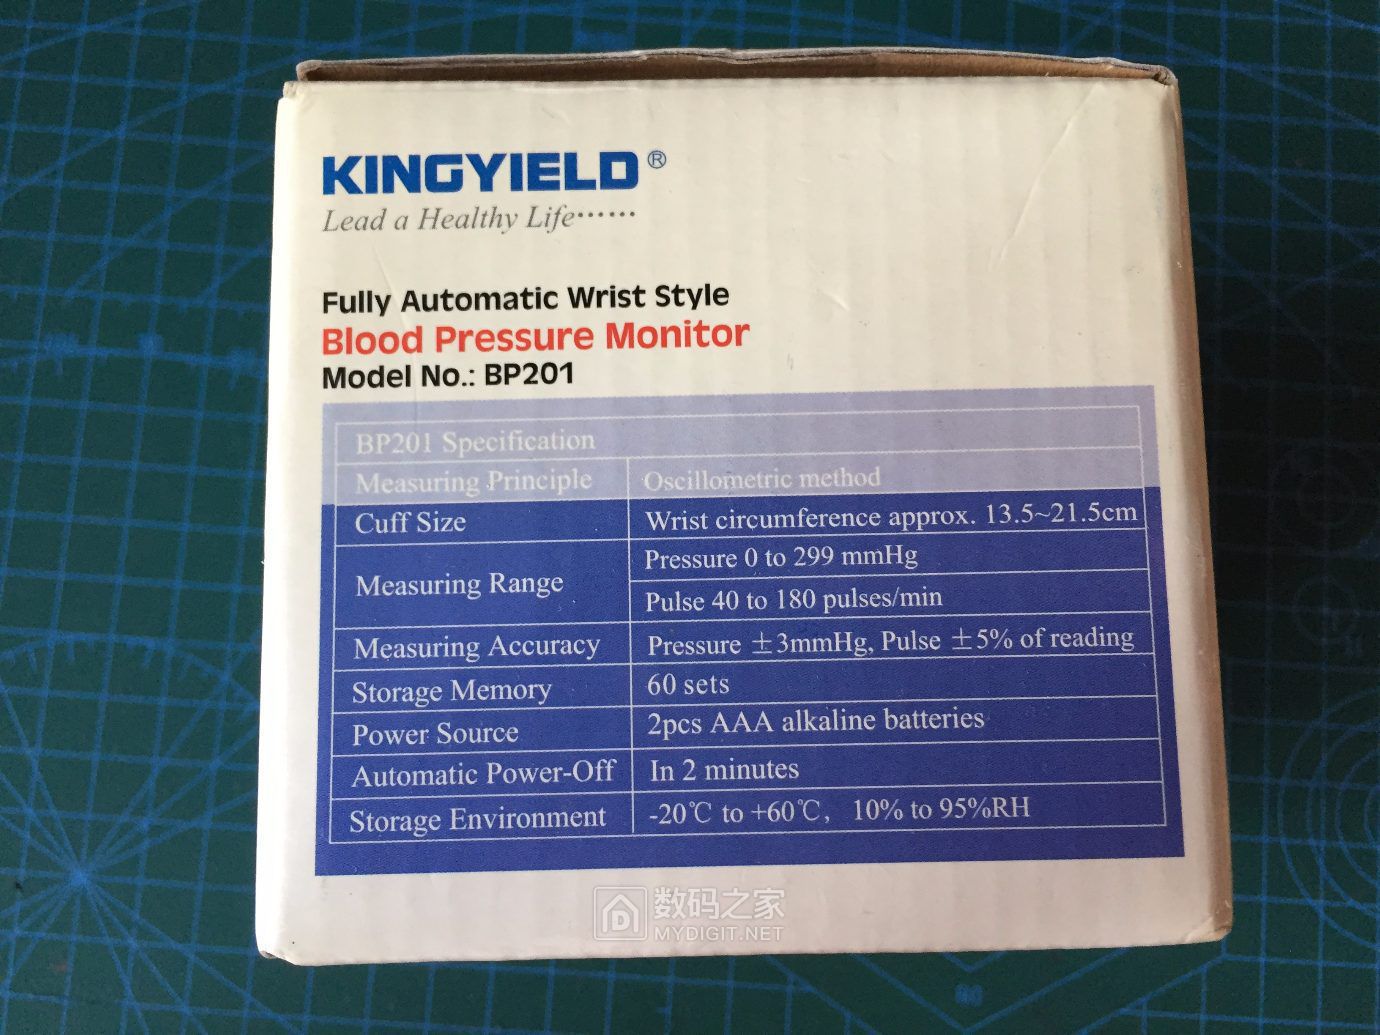 KINGYIELD®
Lead a Healthy Life······
Fully Automatic Wrist Style
Blood Pressure Monitor
Model No.: BP201
BP201 Specification
Measuring Principle Oscillometric method
Cuff Size Wrist circumference approx. 13.5~21.5cm
Measuring Range Pressure 0 to 299 mmHg
Pulse 40 to 180 pulses/min
Measuring Accuracy Pressure ±3mmHg, Pulse ±5% of reading
Storage Memory 60 sets
Power Source 2pcs AAA alkaline batteries
Automatic Power-Off In 2 minutes
Storage Environment -20℃ to +60℃, 10% to 95%RH
数码之家
MYDIGIT.NET